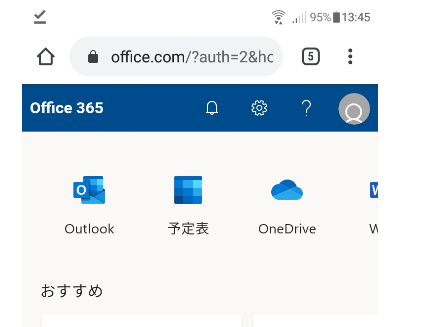 95% 13:45
office.com/?auth=2&hc
5
Office 365
Outlook 予定表 OneDrive W
おすすめ